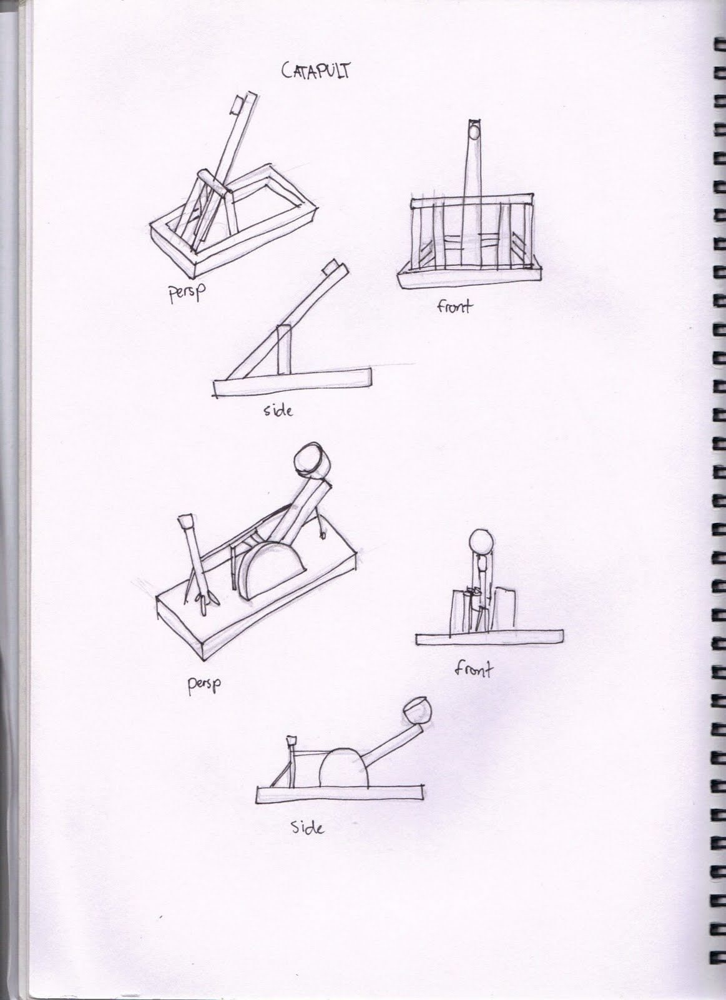 CATAPULT
persp
front
side
persp
front
side